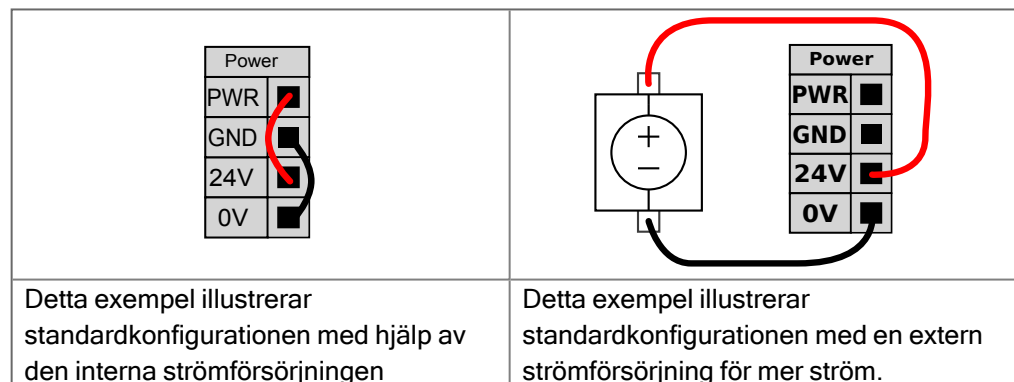 Power
PWR
GND
24V
0V
Power
PWR
GND
24V
0V
Detta exempel illustrerar
standardkonfigurationen med hjälp av
den interna strömförsörjningen
Detta exempel illustrerar
standardkonfigurationen med en extern
strömförsörjning för mer ström.